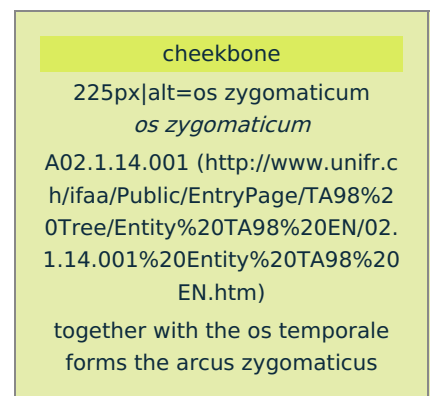 cheekbone
225px|alt=os zygomaticum
os zygomaticum
A02.1.14.001 (http://www.unifr.c
h/ifaa/Public/EntryPage/TA98%2
0Tree/Entity%20TA98%20EN/02.
1.14.001%20Entity%20TA98%20
EN.htm)
together with the os temporale
forms the arcus zygomaticus